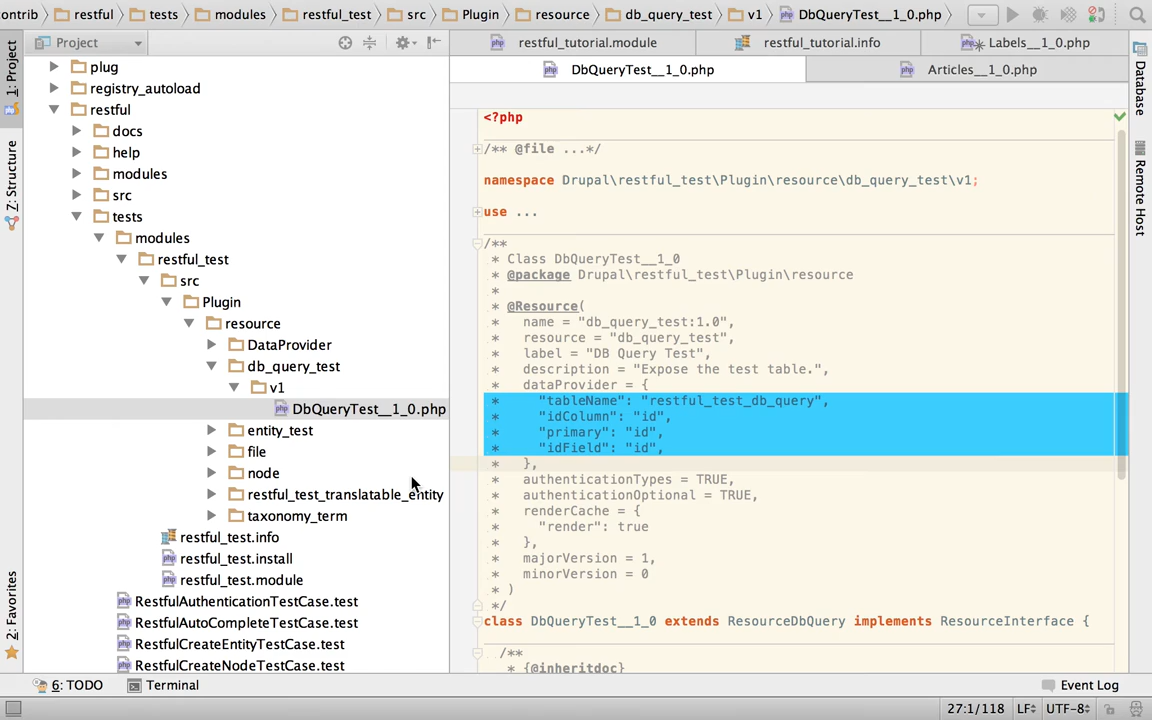 ontrib restful tests modules restful_test src Plugin resource db_query_test v1 DbQueryTest__1_0.php
Project
restful_tutorial.module restful_tutorial.info Labels__1_0.php
DbQueryTest__1_0.php Articles__1_0.php
1: Project
Z: Structure
2: Favorites
plug
registry_autoload
restful
docs
help
modules
src
tests
modules
restful_test
src
Plugin
resource
DataProvider
db_query_test
v1
DbQueryTest__1_0.php
entity_test
file
node
restful_test_translatable_entity
taxonomy_term
restful_test.info
restful_test.install
restful_test.module
RestfulAuthenticationTestCase.test
RestfulAutoCompleteTestCase.test
RestfulCreateEntityTestCase.test
RestfulCreateNodeTestCase.test
<?php
/** @file ...*/
namespace Drupal\restful_test\Plugin\resource\db_query_test\v1;
use ...
/**
* Class DbQueryTest__1_0
* @package Drupal\restful_test\Plugin\resource
*
* @Resource(
*   name = "db_query_test:1.0",
*   resource = "db_query_test",
*   label = "DB Query Test",
*   description = "Expose the test table.",
*   dataProvider = {
*     "tableName": "restful_test_db_query",
*     "idColumn": "id",
*     "primary": "id",
*     "idField": "id",
*   },
*   authenticationTypes = TRUE,
*   authenticationOptional = TRUE,
*   renderCache = {
*     "render": true
*   },
*   majorVersion = 1,
*   minorVersion = 0
* )
*/
class DbQueryTest__1_0 extends ResourceDbQuery implements ResourceInterface {
/**
* {@inheritdoc}
Database
Remote Host
6: TODO Terminal Event Log
27:1/118 LF UTF-8